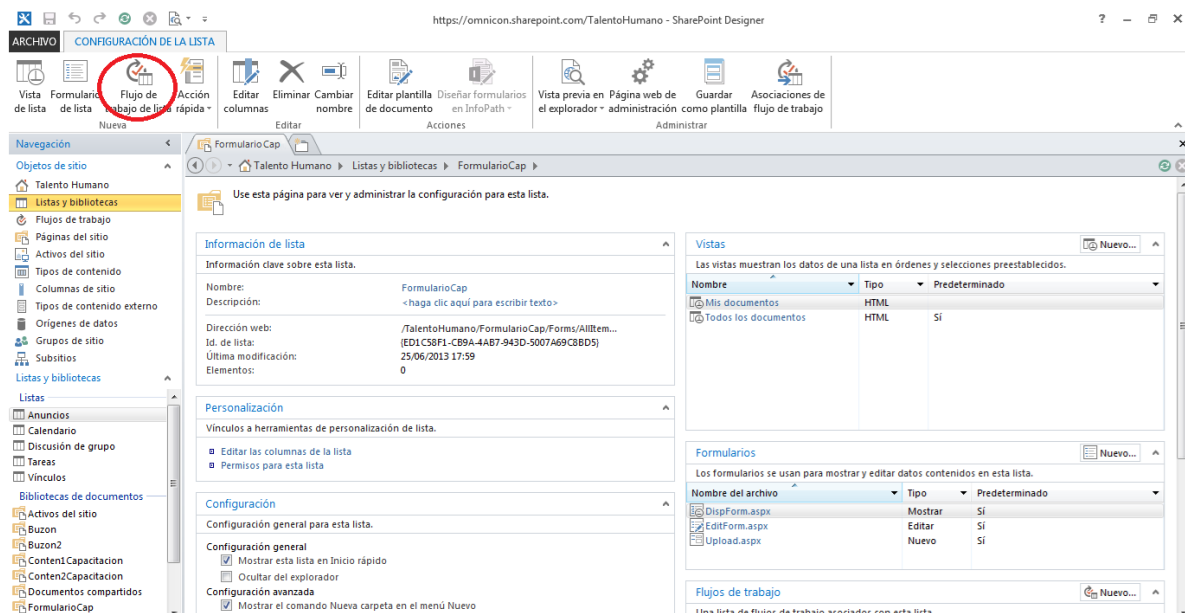 https://omnicon.sharepoint.com/TalentoHumano - SharePoint Designer
ARCHIVO CONFIGURACIÓN DE LA LISTA
Vista de lista
Formulario de lista
Flujo de trabajo de lista
Acción rápida
Nueva
Editar columnas
Eliminar
Cambiar nombre
Editar
Editar plantilla de documento
Diseñar formularios en InfoPath
Acciones
Vista previa en el explorador
Página web de administración
Guardar como plantilla
Asociaciones de flujo de trabajo
Administrar
Navegación
Objetos de sitio
Talento Humano
Listas y bibliotecas
Flujos de trabajo
Páginas del sitio
Activos del sitio
Tipos de contenido
Columnas de sitio
Tipos de contenido externo
Orígenes de datos
Grupos de sitio
Subsitios
Listas y bibliotecas
Listas
Anuncios
Calendario
Discusión de grupo
Tareas
Vínculos
Bibliotecas de documentos
Activos del sitio
Buzon
Buzon2
Conten1Capacitacion
Conten2Capacitacion
Documentos compartidos
FormularioCap
FormularioCap
Talento Humano Listas y bibliotecas FormularioCap
Use esta página para ver y administrar la configuración para esta lista.
Información de lista
Información clave sobre esta lista.
Nombre: FormularioCap
Descripción: <haga clic aquí para escribir texto>
Dirección web: /TalentoHumano/FormularioCap/Forms/AllItem...
Id. de lista: {ED1C58F1-CB9A-4AB7-943D-5007A69C8BD5}
Última modificación: 25/06/2013 17:59
Elementos: 0
Personalización
Vínculos a herramientas de personalización de lista.
Editar las columnas de la lista
Permisos para esta lista
Configuración
Configuración general para esta lista.
Configuración general
Mostrar esta lista en Inicio rápido
Ocultar del explorador
Configuración avanzada
Mostrar el comando Nueva carpeta en el menú Nuevo
Vistas Nuevo...
Las vistas muestran los datos de una lista en órdenes y selecciones preestablecidos.
Nombre Tipo Predeterminado
Mis documentos HTML
Todos los documentos HTML Sí
Formularios Nuevo...
Los formularios se usan para mostrar y editar datos contenidos en esta lista.
Nombre del archivo Tipo Predeterminado
DispForm.aspx Mostrar Sí
EditForm.aspx Editar Sí
Upload.aspx Nuevo Sí
Flujos de trabajo Nuevo...
Una lista de flujos de trabajo asociados con esta lista.